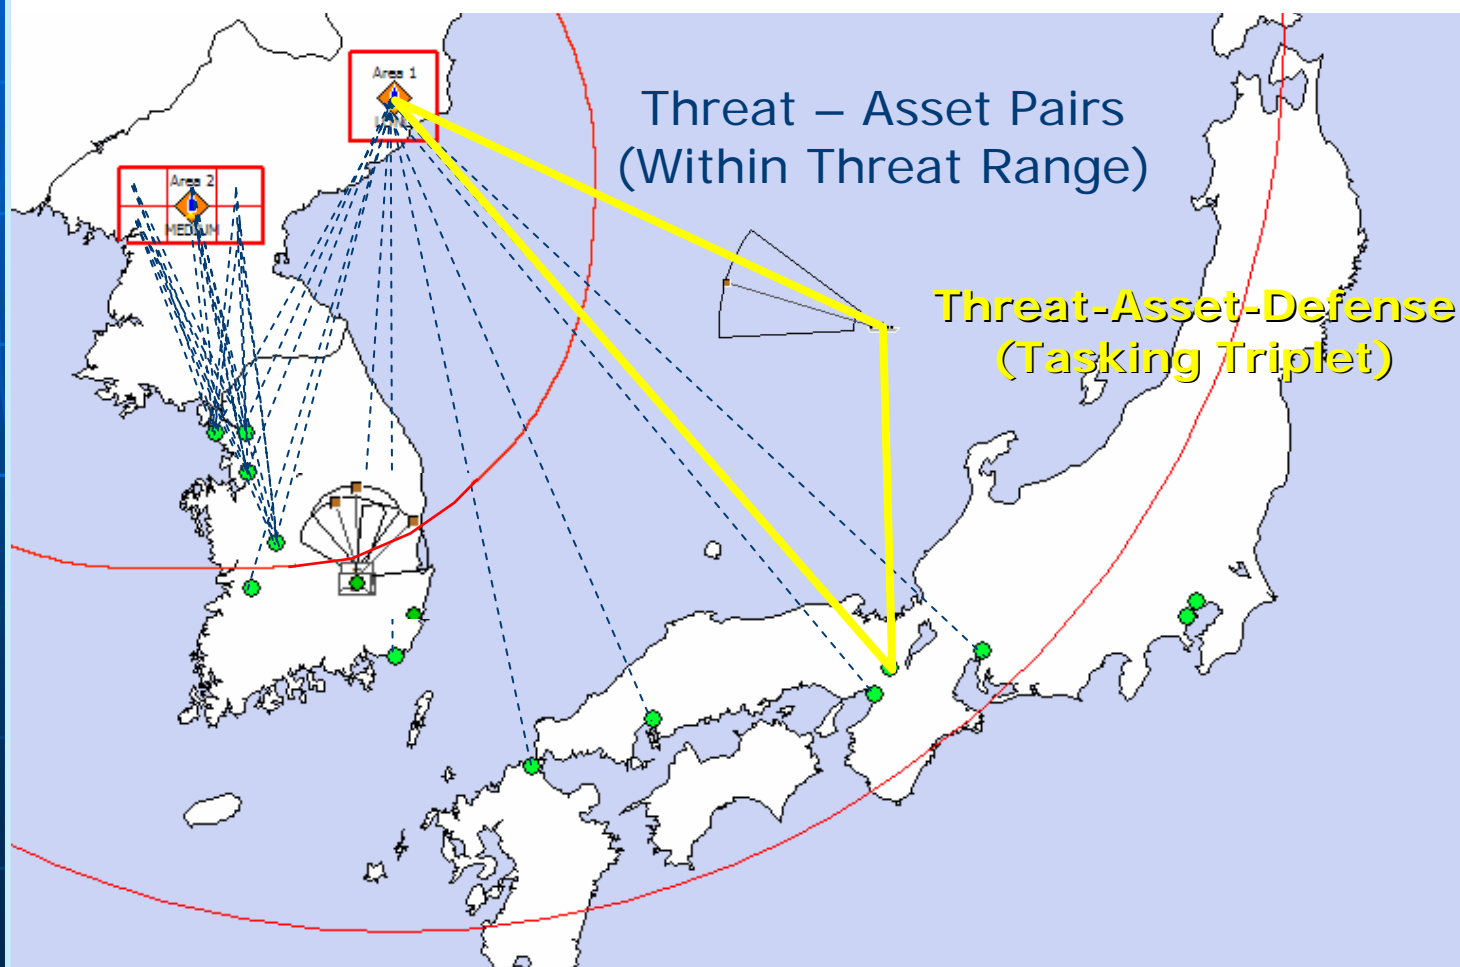 Area 1
Threat – Asset Pairs
(Within Threat Range)
Area 2
MEDIUM
Threat-Asset-Defense
(Tasking Triplet)